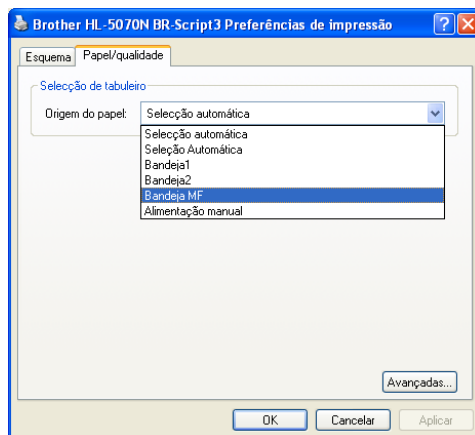 Brother HL-5070N BR-Script3 Preferências de impressão
Esquema Papel/qualidade
Selecção de tabuleiro
Origem do papel: Selecção automática
Selecção automática
Seleção Automática
Bandeja1
Bandeja2
Bandeja MF
Alimentação manual
Avançadas...
OK Cancelar Aplicar